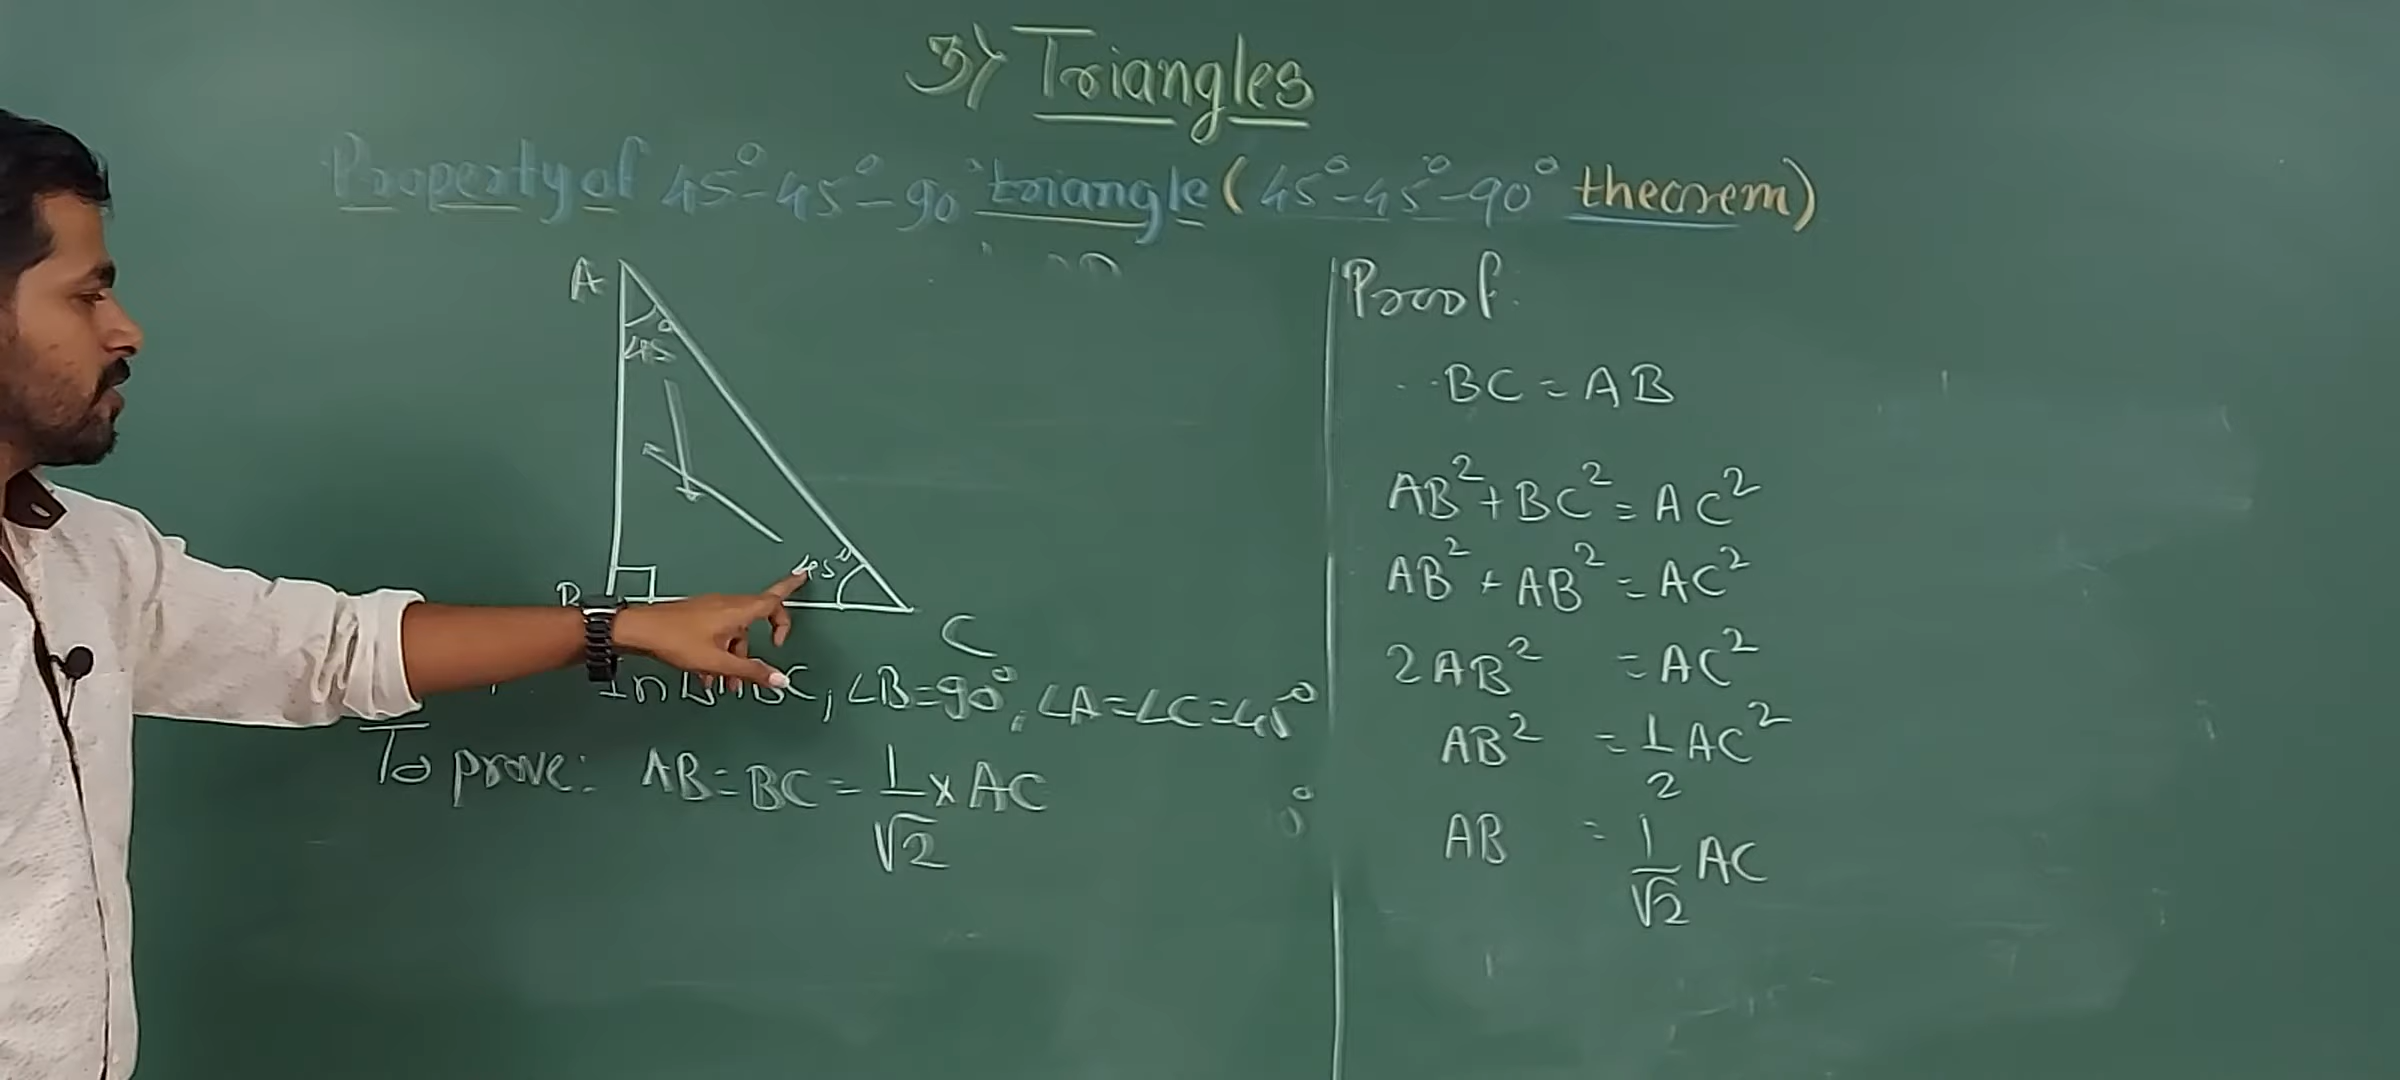 3) Triangles
Property of 45°-45°-90° triangle (45°-45°-90° theorem)
A
45°
45°
B
C
In △ABC, ∠B=90°, ∠A=∠C=45°
To prove: AB=BC=1/√2×AC
Proof:
BC=AB
AB²+BC²=AC²
AB²+AB²=AC²
2AB²=AC²
AB²=1/2 AC²
AB=1/√2 AC